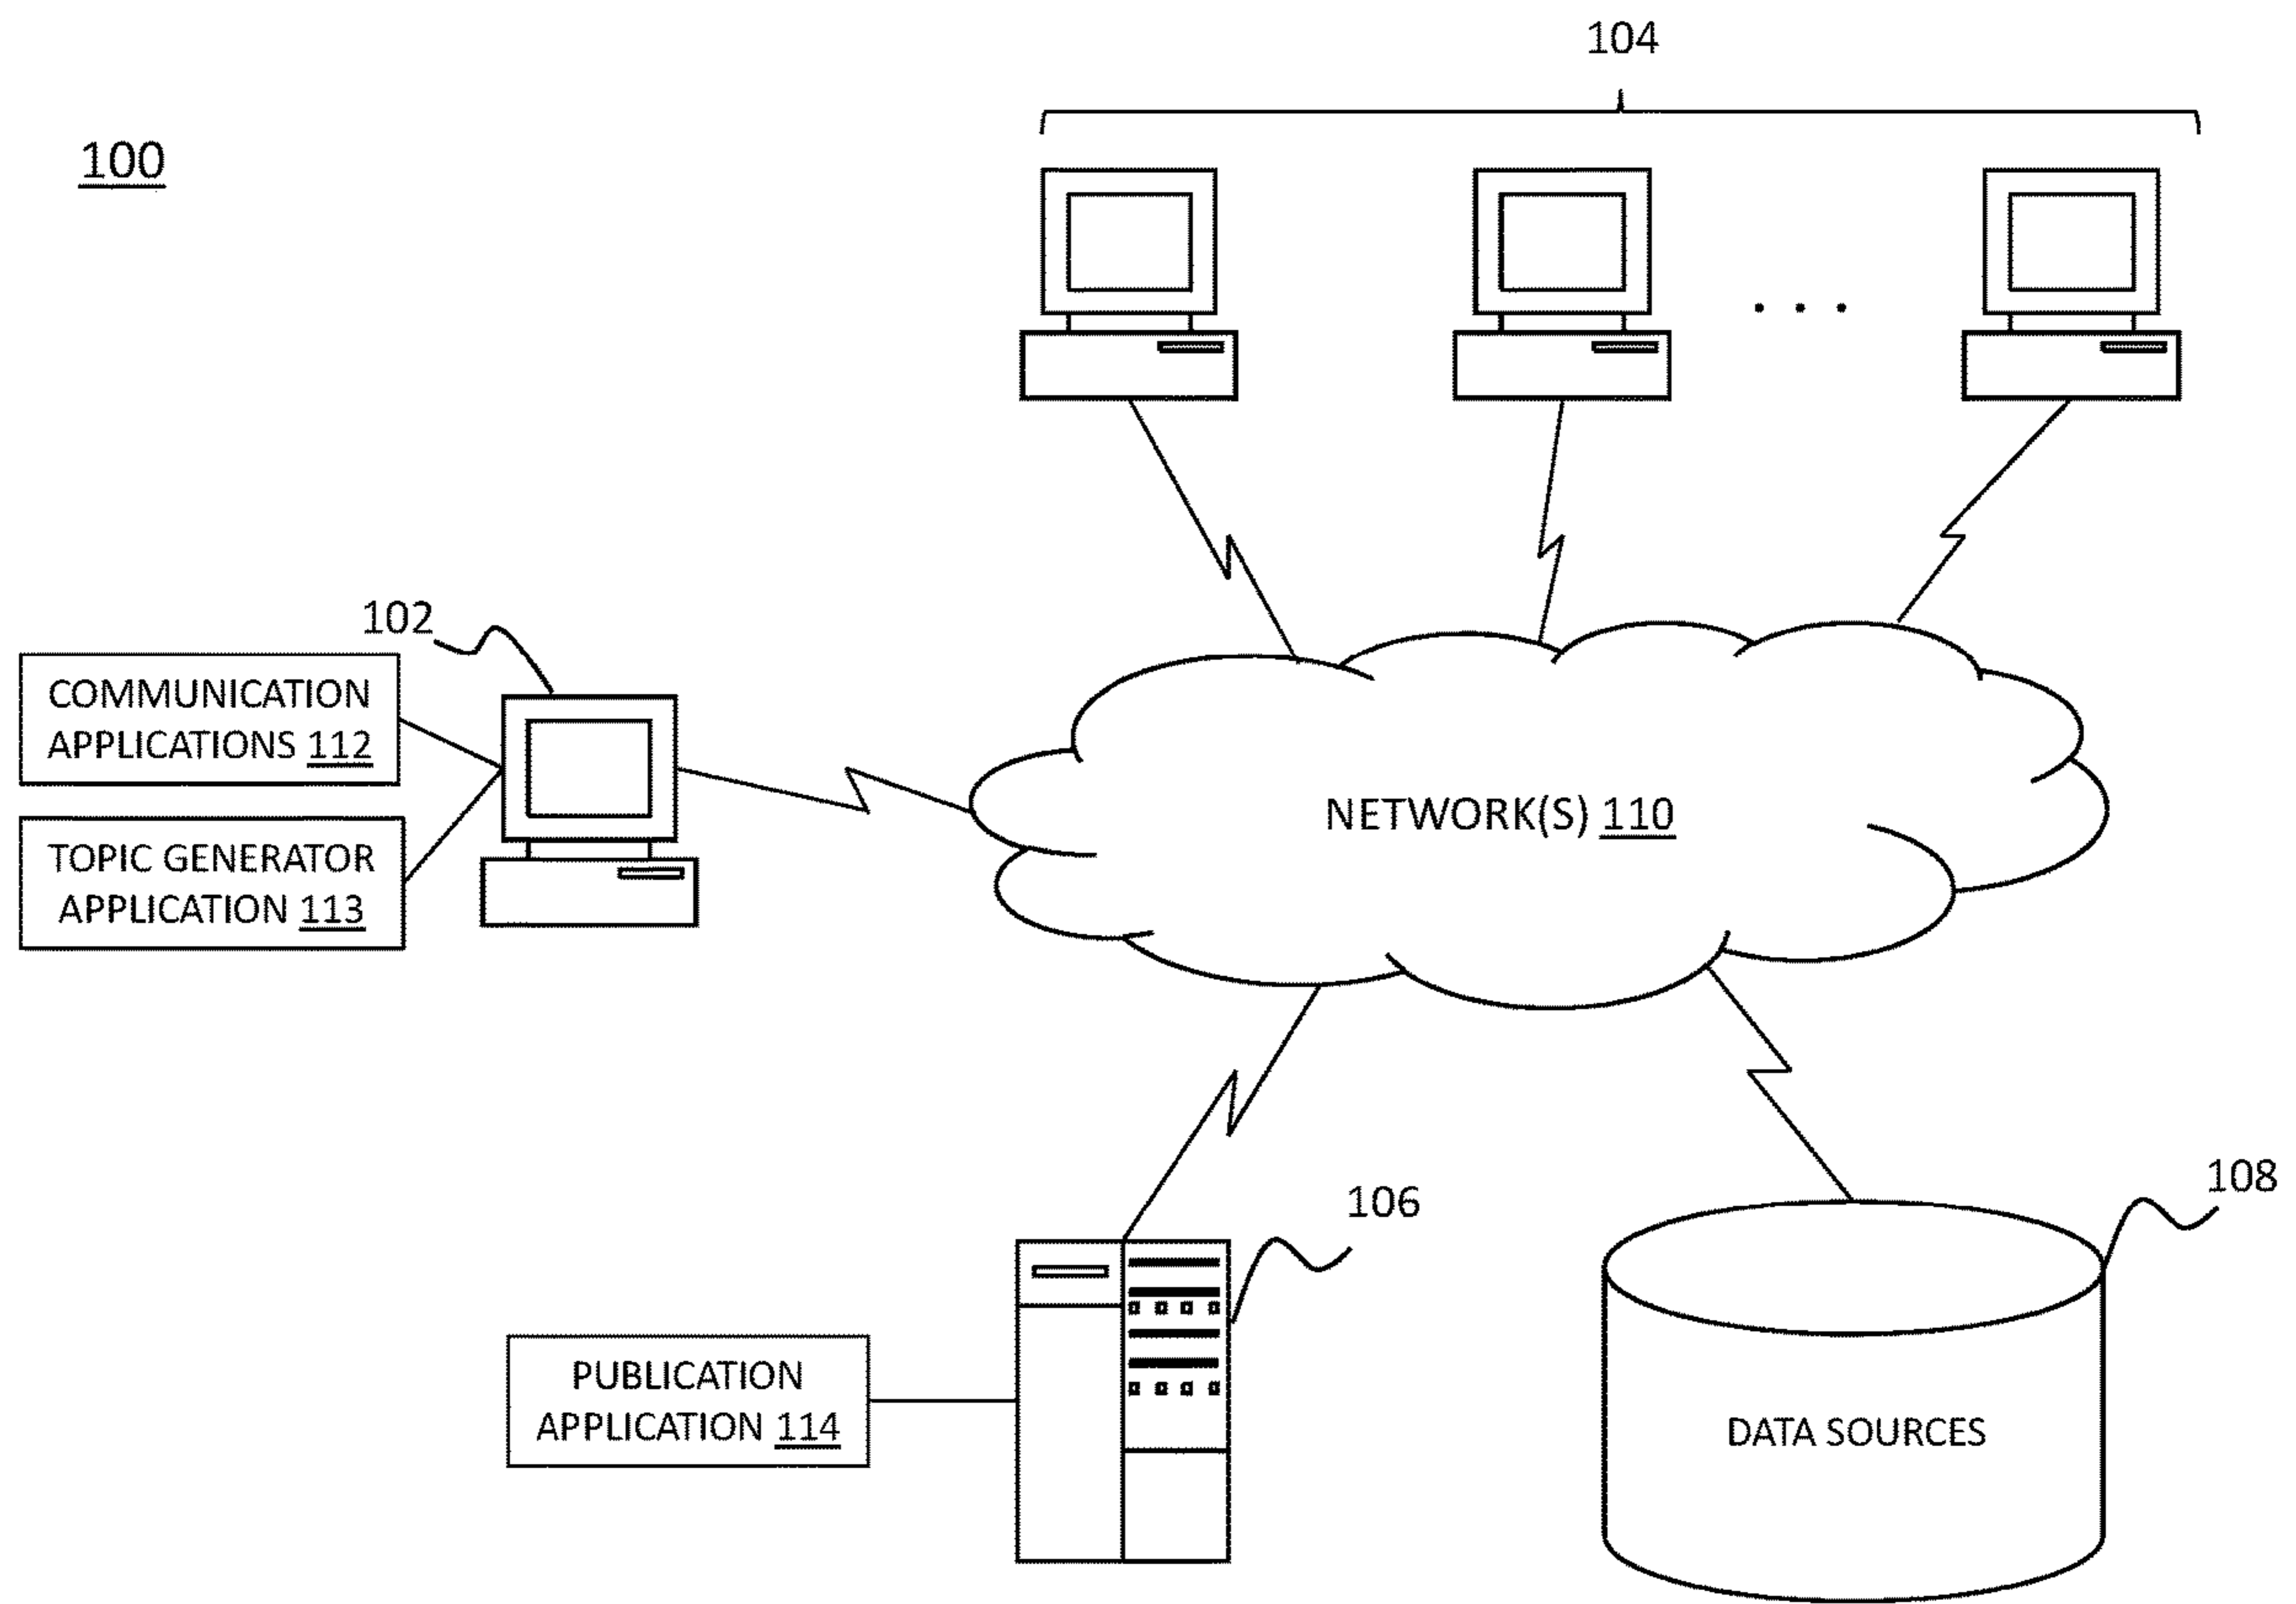 104
100
102
COMMUNICATION
APPLICATIONS 112
TOPIC GENERATOR
APPLICATION 113
NETWORK(S) 110
106
108
PUBLICATION
APPLICATION 114
DATA SOURCES